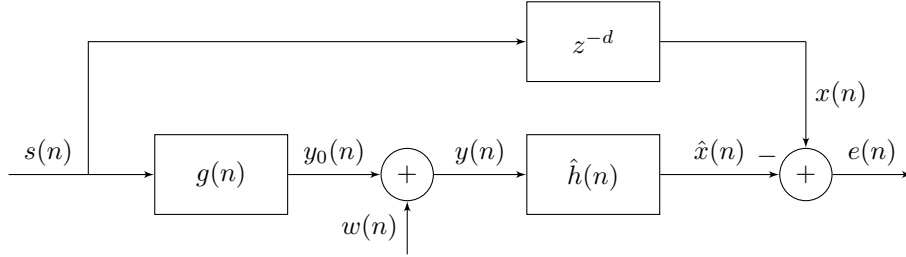 z^{-d}
x(n)
s(n)
g(n)
y_0(n)
+
y(n)
ĥ(n)
x̂(n)
−
+
e(n)
w(n)